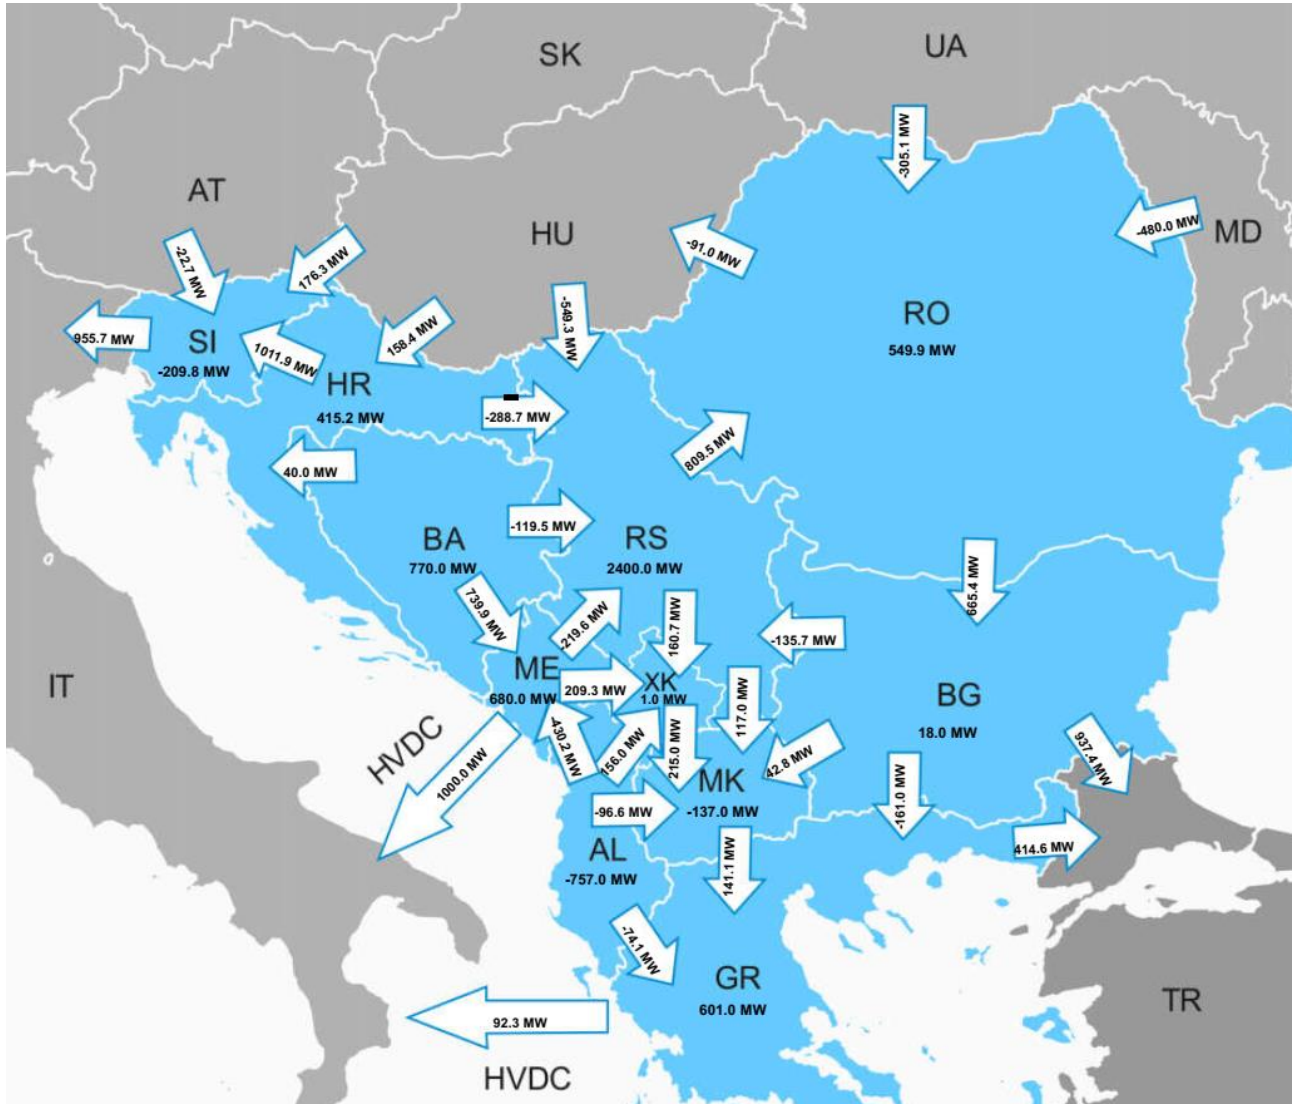 SK
UA
-305.1 MW
AT
HU
-480.0 MW
MD
-22.7 MW
176.3 MW
-91.0 MW
955.7 MW
SI
-209.8 MW
1011.9 MW
158.4 MW
-549.3 MW
RO
549.9 MW
HR
415.2 MW
-288.7 MW
40.0 MW
809.5 MW
BA
770.0 MW
-119.5 MW
RS
2400.0 MW
665.4 MW
739.9 MW
-219.6 MW
160.7 MW
-135.7 MW
IT
ME
680.0 MW
209.3 MW
XK
1.0 MW
117.0 MW
BG
18.0 MW
HVDC
1000.0 MW
-430.2 MW
156.0 MW
215.0 MW
42.8 MW
937.4 MW
MK
-137.0 MW
-96.6 MW
-161.0 MW
414.6 MW
AL
-757.0 MW
141.1 MW
-74.1 MW
GR
601.0 MW
TR
92.3 MW
HVDC